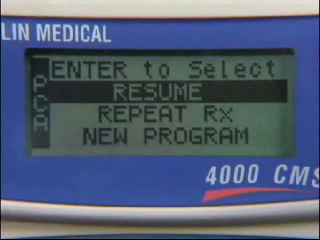 LIN MEDICAL
ENTER to Select
PCA
RESUME
REPEAT Rx
NEW PROGRAM
4000 CMS